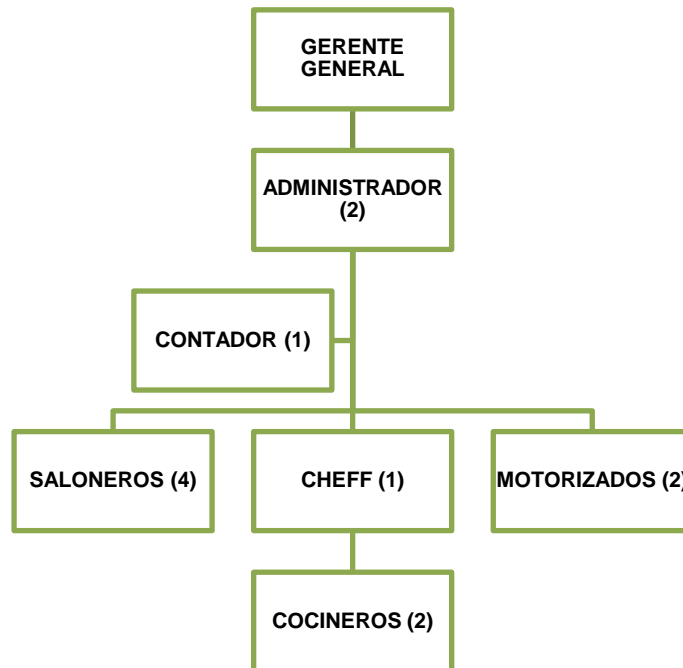 GERENTE
GENERAL
ADMINISTRADOR
(2)
CONTADOR (1)
SALONEROS (4)
CHEFF (1)
MOTORIZADOS (2)
COCINEROS (2)